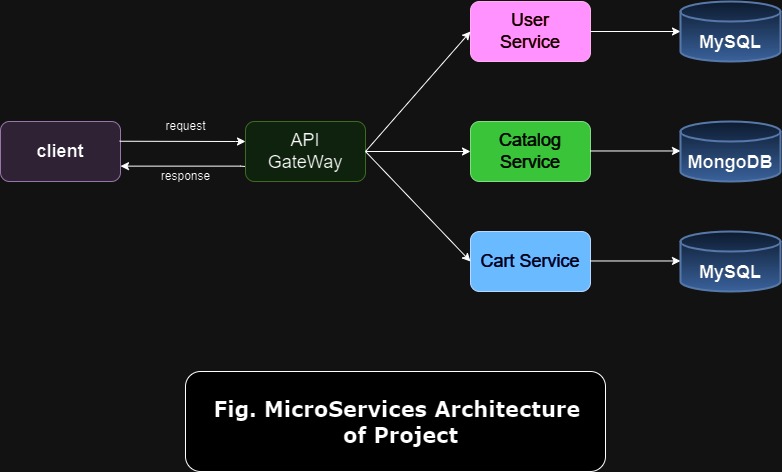 User
Service
MySQL
client
request
response
API
GateWay
Catalog
Service
MongoDB
Cart Service
MySQL
Fig. MicroServices Architecture
of Project